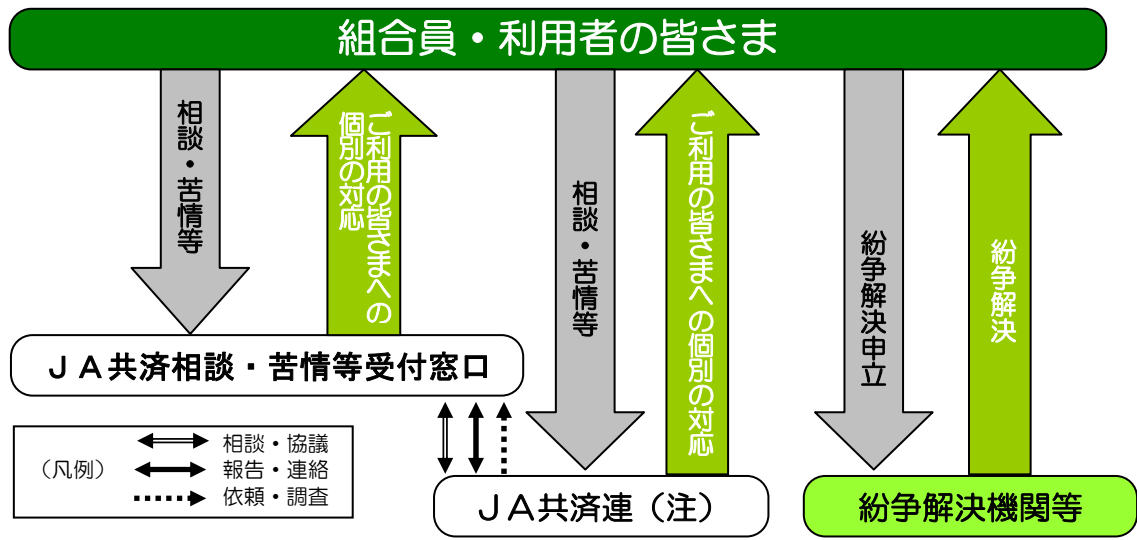 組合員・利用者の皆さま
相談・苦情等
ご利用の皆さまへの
個別の対応
相談・苦情等
ご利用の皆さまへの個別の対応
紛争解決申立
紛争解決
ＪＡ共済相談・苦情等受付窓口
（凡例）
相談・協議
報告・連絡
依頼・調査
ＪＡ共済連（注）
紛争解決機関等